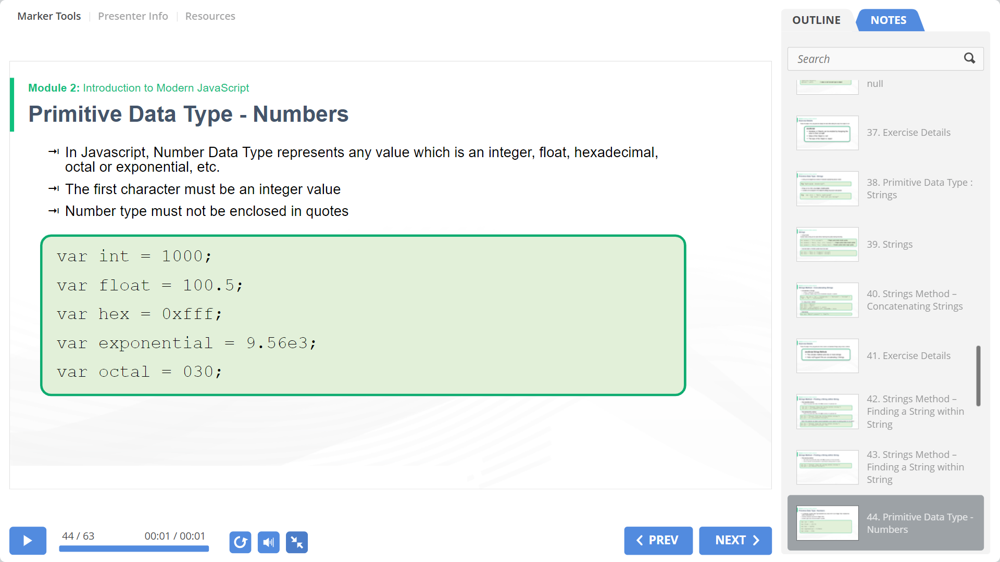 Marker Tools
Presenter Info
Resources
OUTLINE
NOTES
Search
Module 2: Introduction to Modern JavaScript
Primitive Data Type - Numbers
In Javascript, Number Data Type represents any value which is an integer, float, hexadecimal,
octal or exponential, etc.
The first character must be an integer value
Number type must not be enclosed in quotes
var int = 1000;
var float = 100.5;
var hex = 0xfff;
var exponential = 9.56e3;
var octal = 030;
null
37. Exercise Details
38. Primitive Data Type :
Strings
39. Strings
40. Strings Method –
Concatenating Strings
41. Exercise Details
42. Strings Method –
Finding a String within
String
43. Strings Method –
Finding a String within
String
44. Primitive Data Type -
Numbers
44 / 63
00:01 / 00:01
PREV
NEXT